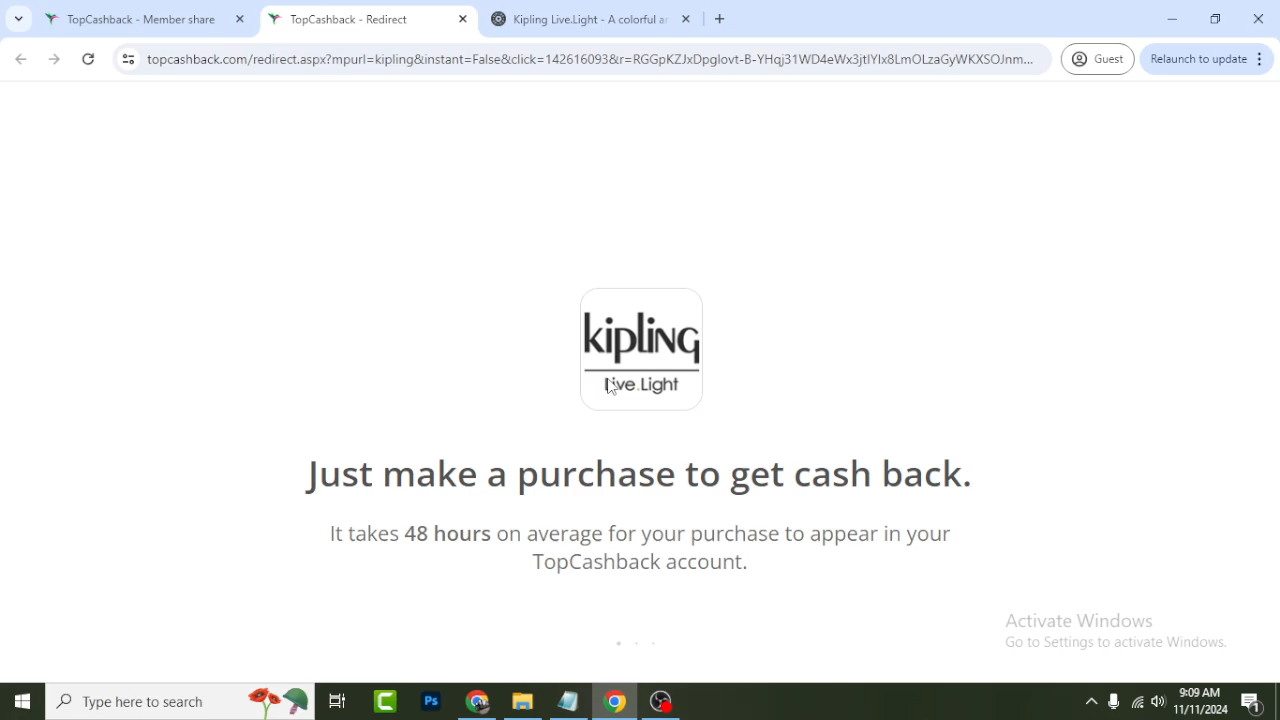 TopCashback - Member share
TopCashback - Redirect
Kipling Live.Light - A colorful
topcashback.com/redirect.aspx?mpurl=kipling&instant=False&click=142616093&r=RGGpKZJxDpglovt-B-YHqj31WD4eWx3jtlYIx8LmOLzaGyWKXSOJnm...
Guest
Relaunch to update
kipling
Live.Light
Just make a purchase to get cash back.
It takes 48 hours on average for your purchase to appear in your
TopCashback account.
Activate Windows
Go to Settings to activate Windows.
Type here to search
Ps
9:09 AM
11/11/2024
1